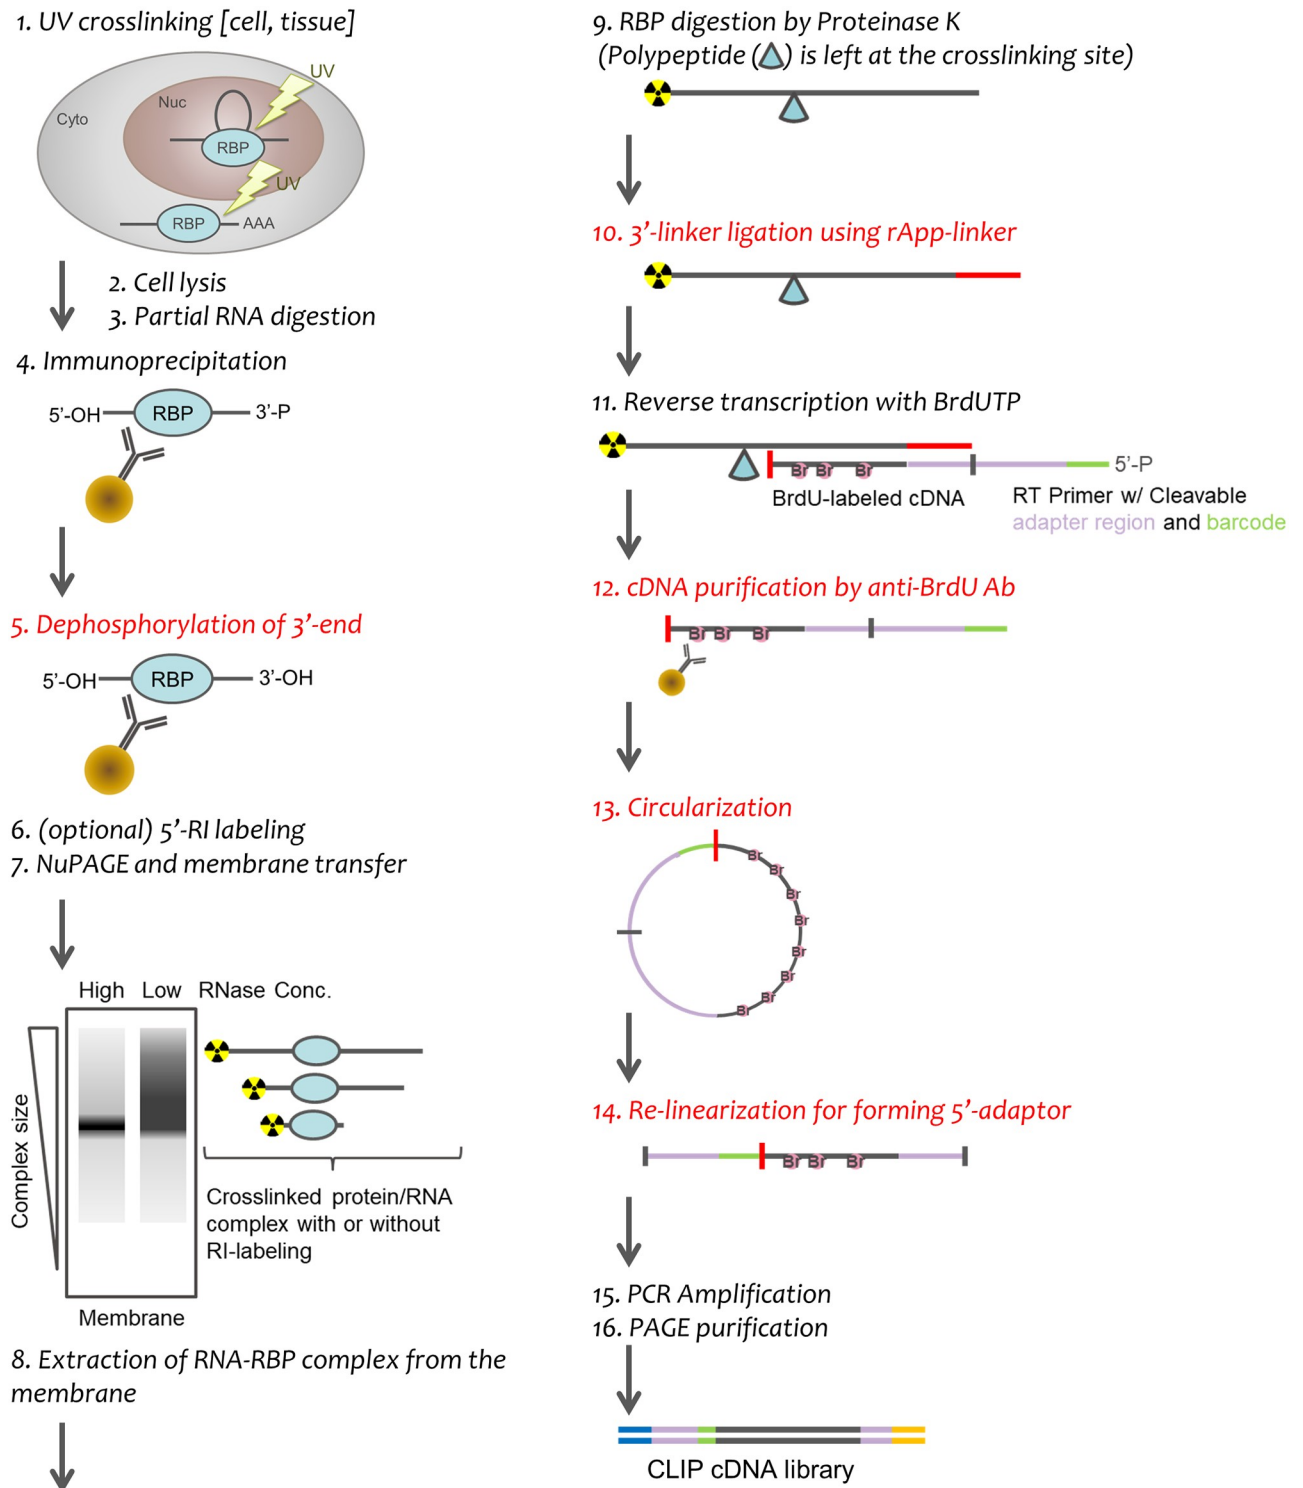 1. UV crosslinking [cell, tissue]
UV
Nuc
Cyto
RBP
UV
RBP
AAA
2. Cell lysis
3. Partial RNA digestion
4. Immunoprecipitation
5'-OH
RBP
3'-P
5. Dephosphorylation of 3'-end
5'-OH
RBP
3'-OH
6. (optional) 5'-RI labeling
7. NuPAGE and membrane transfer
High Low RNase Conc.
Complex size
Crosslinked protein/RNA
complex with or without
RI-labeling
Membrane
8. Extraction of RNA-RBP complex from the
membrane
9. RBP digestion by Proteinase K
(Polypeptide ( ) is left at the crosslinking site)
10. 3'-linker ligation using rApp-linker
11. Reverse transcription with BrdUTP
Br Br Br
5'-P
BrdU-labeled cDNA
RT Primer w/ Cleavable
adapter region and barcode
12. cDNA purification by anti-BrdU Ab
Br Br Br
13. Circularization
Br
Br
Br
Br
Br
Br
Br
Br
14. Re-linearization for forming 5'-adaptor
Br Br Br
15. PCR Amplification
16. PAGE purification
CLIP cDNA library